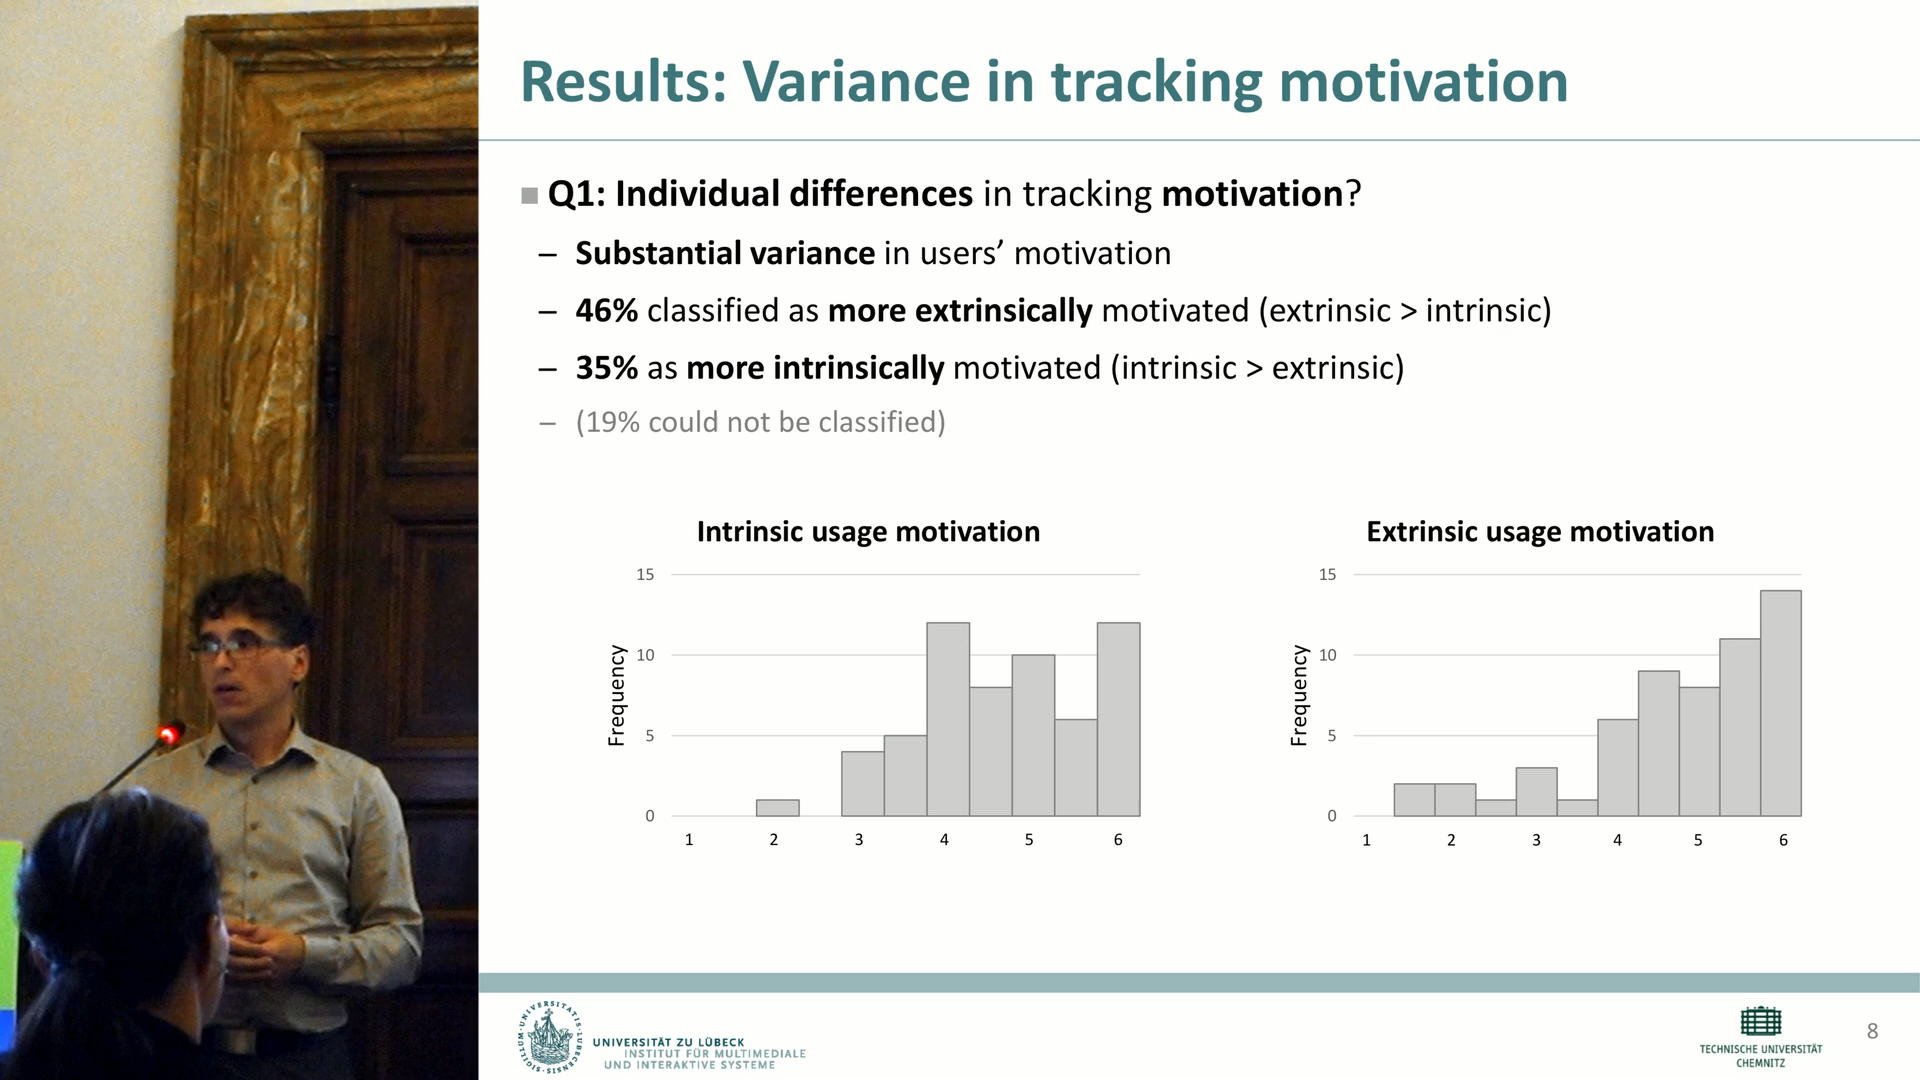 Results: Variance in tracking motivation
Q1: Individual differences in tracking motivation?
– Substantial variance in users’ motivation
– 46% classified as more extrinsically motivated (extrinsic > intrinsic)
– 35% as more intrinsically motivated (intrinsic > extrinsic)
– (19% could not be classified)
Intrinsic usage motivation
15
10
5
0
Frequency
1 2 3 4 5 6
Extrinsic usage motivation
15
10
5
0
Frequency
1 2 3 4 5 6
SIGILLUM UNIVERSITATIS LUBECENSIS
UNIVERSITÄT ZU LÜBECK
INSTITUT FÜR MULTIMEDIALE
UND INTERAKTIVE SYSTEME
TECHNISCHE UNIVERSITÄT
CHEMNITZ
8